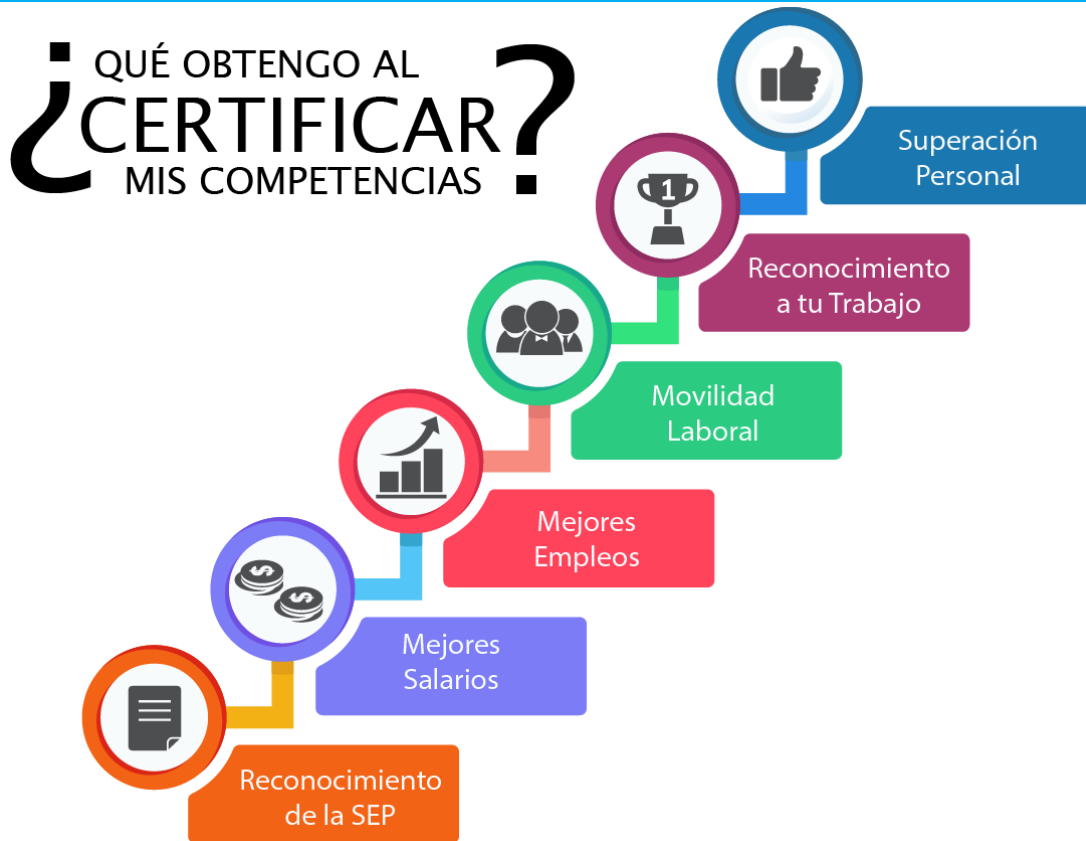 ¿QUÉ OBTENGO AL
CERTIFICAR?
MIS COMPETENCIAS
Superación
Personal
1
Reconocimiento
a tu Trabajo
Movilidad
Laboral
Mejores
Empleos
$
$
Mejores
Salarios
Reconocimiento
de la SEP